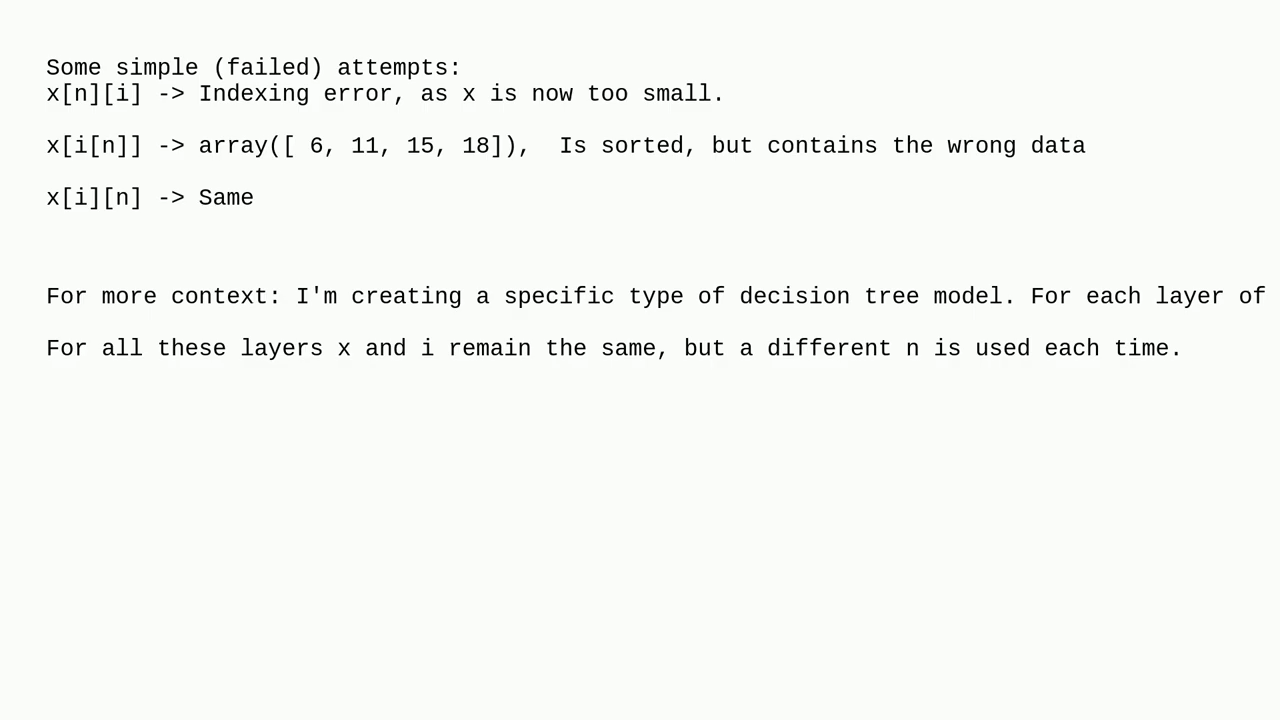 Some simple (failed) attempts:
x[n][i] -> Indexing error, as x is now too small.
x[i[n]] -> array([ 6, 11, 15, 18]),  Is sorted, but contains the wrong data
x[i][n] -> Same
For more context: I'm creating a specific type of decision tree model. For each layer of
For all these layers x and i remain the same, but a different n is used each time.